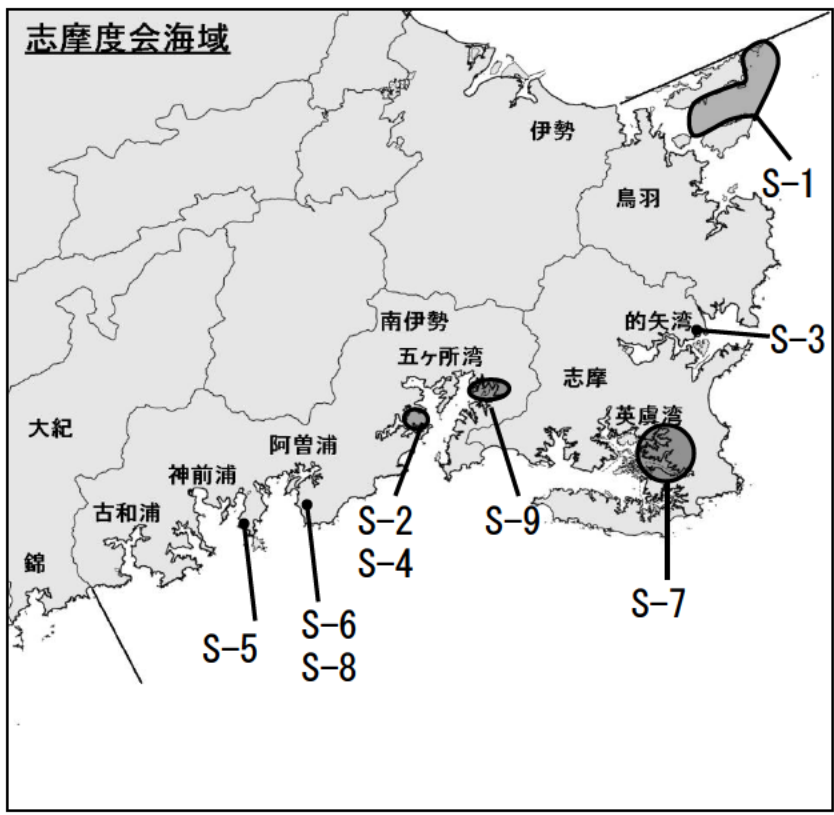 志摩度会海域
伊勢
S-1
鳥羽
南伊勢
的矢湾
S-3
五ヶ所湾
志摩
大紀
阿曽浦
英虞湾
神前浦
古和浦
S-2
S-9
S-4
錦
S-7
S-6
S-5
S-8